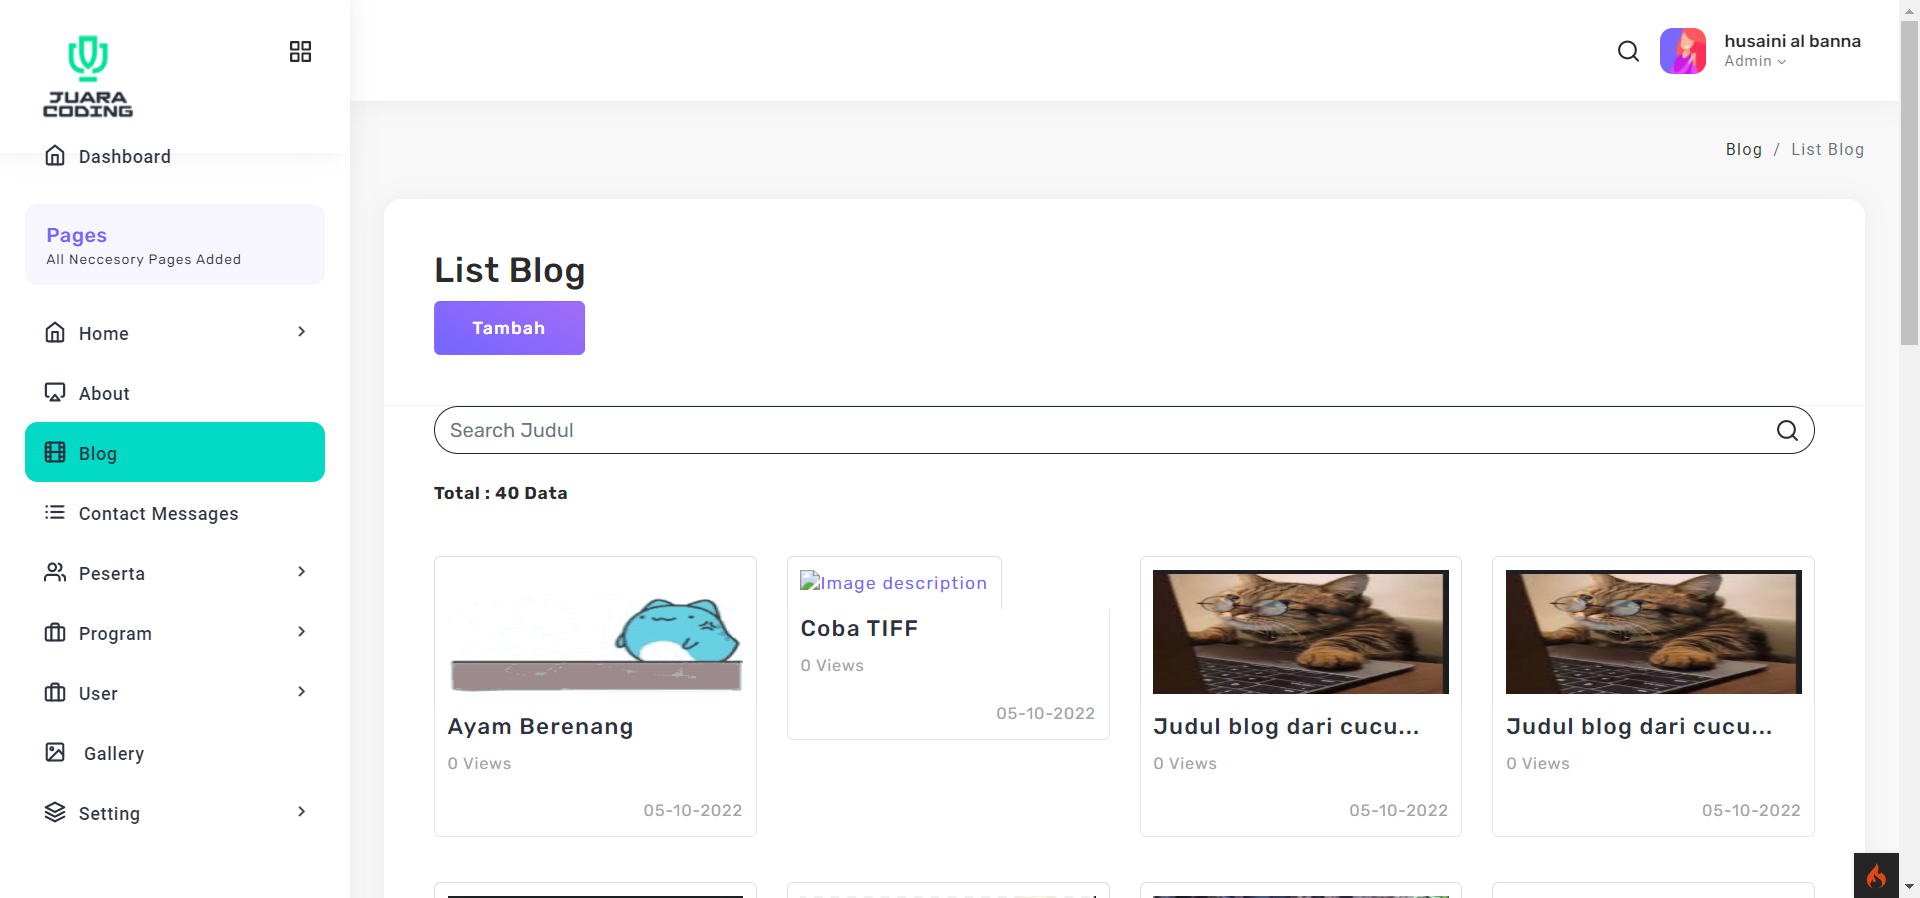 JUARA
CODING
husaini al banna
Admin
Dashboard
Blog / List Blog
Pages
All Neccesory Pages Added
Home
About
Blog
Contact Messages
Peserta
Program
User
Gallery
Setting
List Blog
Tambah
Search Judul
Total : 40 Data
Ayam Berenang
0 Views
05-10-2022
Image description
Coba TIFF
0 Views
05-10-2022
Judul blog dari cucu...
0 Views
05-10-2022
Judul blog dari cucu...
0 Views
05-10-2022